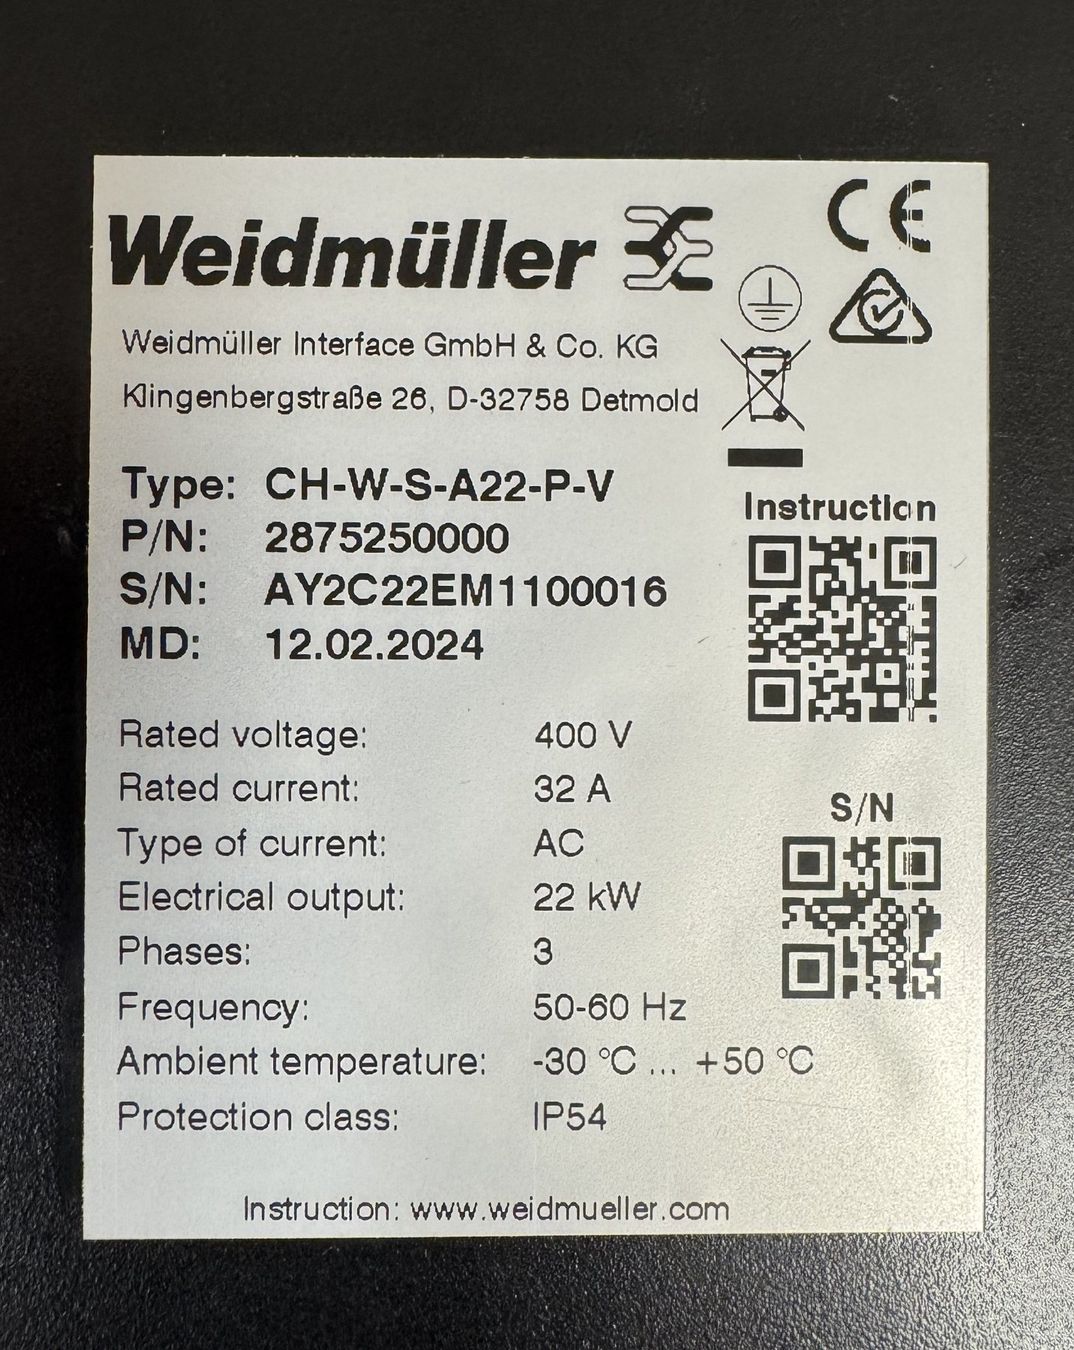 Weidmüller
CE
Weidmüller Interface GmbH & Co. KG
Klingenbergstraße 26, D-32758 Detmold
Type: CH-W-S-A22-P-V
P/N: 2875250000
S/N: AY2C22EM1100016
MD: 12.02.2024
Instruction
Rated voltage: 400 V
Rated current: 32 A
Type of current: AC
Electrical output: 22 kW
Phases: 3
Frequency: 50-60 Hz
Ambient temperature: -30 °C ... +50 °C
Protection class: IP54
S/N
Instruction: www.weidmueller.com